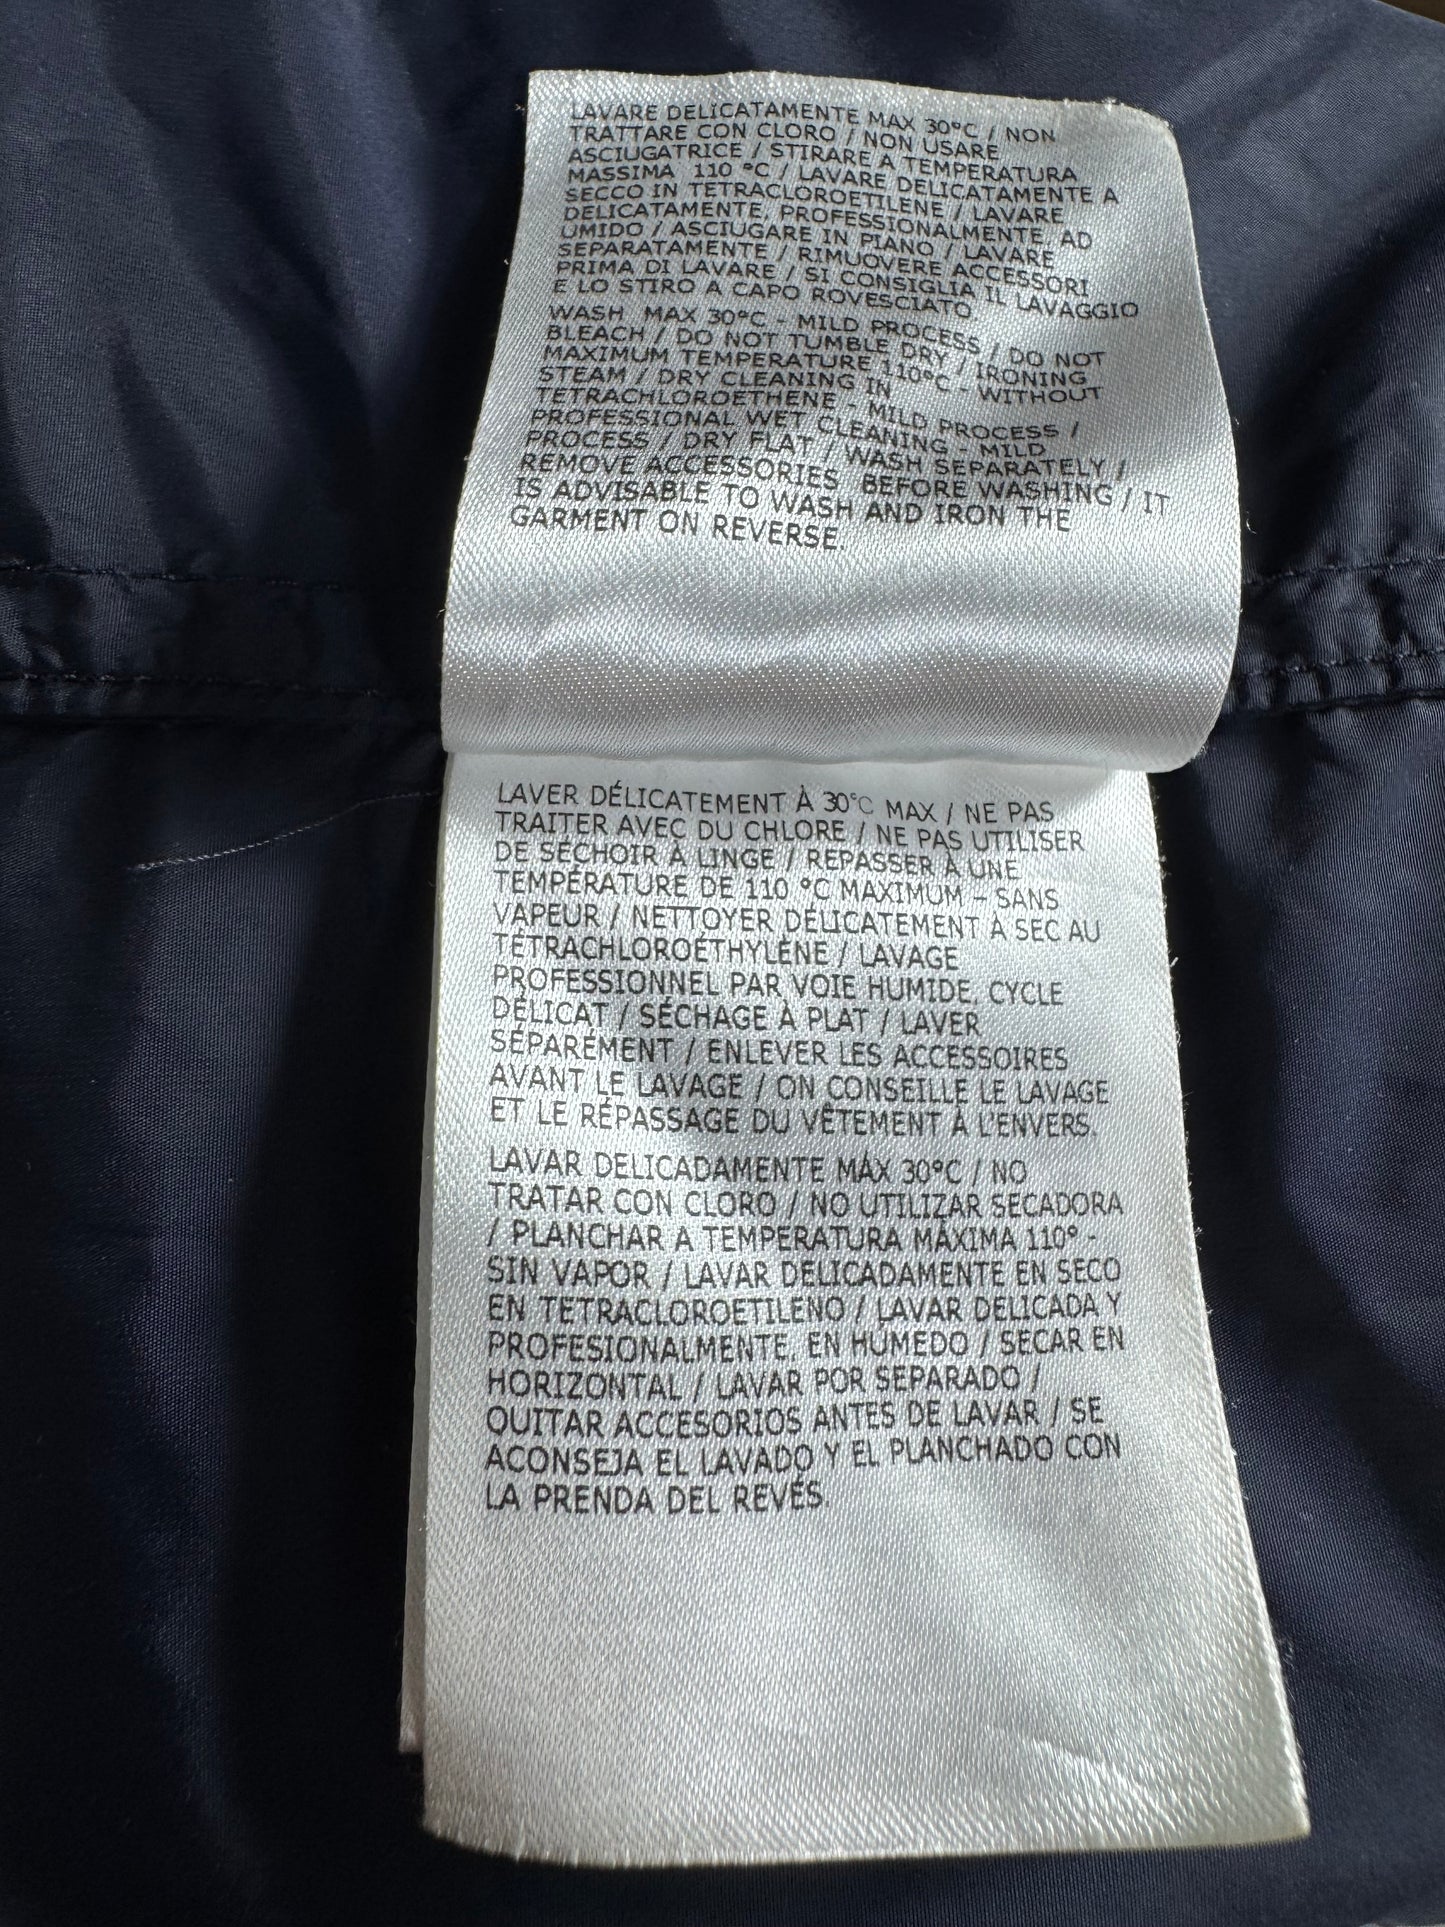 LAVARE DELICATAMENTE MAX 30°C / NON
TRATTARE CON CLORO / NON USARE
ASCIUGATRICE / STIRARE A TEMPERATURA
MASSIMA 110 °C / LAVARE DELICATAMENTE A
SECCO IN TETRACLOROETILENE / LAVARE
DELICATAMENTE, PROFESSIONALMENTE, AD
UMIDO / ASCIUGARE IN PIANO / LAVARE
SEPARATAMENTE / RIMUOVERE ACCESSORI
PRIMA DI LAVARE / SI CONSIGLIA IL LAVAGGIO
E LO STIRO A CAPO ROVESCIATO
WASH MAX 30°C - MILD PROCESS / DO NOT
BLEACH / DO NOT TUMBLE DRY / IRONING
MAXIMUM TEMPERATURE 110°C - WITHOUT
STEAM / DRY CLEANING IN
TETRACHLOROETHENE - MILD PROCESS /
PROFESSIONAL WET CLEANING - MILD
PROCESS / DRY FLAT / WASH SEPARATELY /
REMOVE ACCESSORIES BEFORE WASHING / IT
IS ADVISABLE TO WASH AND IRON THE
GARMENT ON REVERSE.
LAVER DÉLICATEMENT À 30°C MAX / NE PAS
TRAITER AVEC DU CHLORE / NE PAS UTILISER
DE SÉCHOIR À LINGE / REPASSER À UNE
TEMPÉRATURE DE 110 °C MAXIMUM - SANS
VAPEUR / NETTOYER DÉLICATEMENT À SEC AU
TÉTRACHLOROÉTHYLÈNE / LAVAGE
PROFESSIONNEL PAR VOIE HUMIDE, CYCLE
DÉLICAT / SÉCHAGE À PLAT / LAVER
SÉPARÉMENT / ENLEVER LES ACCESSOIRES
AVANT LE LAVAGE / ON CONSEILLE LE LAVAGE
ET LE RÉPASSAGE DU VÊTEMENT À L'ENVERS.
LAVAR DELICADAMENTE MÁX 30°C / NO
TRATAR CON CLORO / NO UTILIZAR SECADORA
/ PLANCHAR A TEMPERATURA MÁXIMA 110° -
SIN VAPOR / LAVAR DELICADAMENTE EN SECO
EN TETRACLOROETILENO / LAVAR DELICADA Y
PROFESIONALMENTE, EN HUMEDO / SECAR EN
HORIZONTAL / LAVAR POR SEPARADO /
QUITAR ACCESORIOS ANTES DE LAVAR / SE
ACONSEJA EL LAVADO Y EL PLANCHADO CON
LA PRENDA DEL REVÉS.